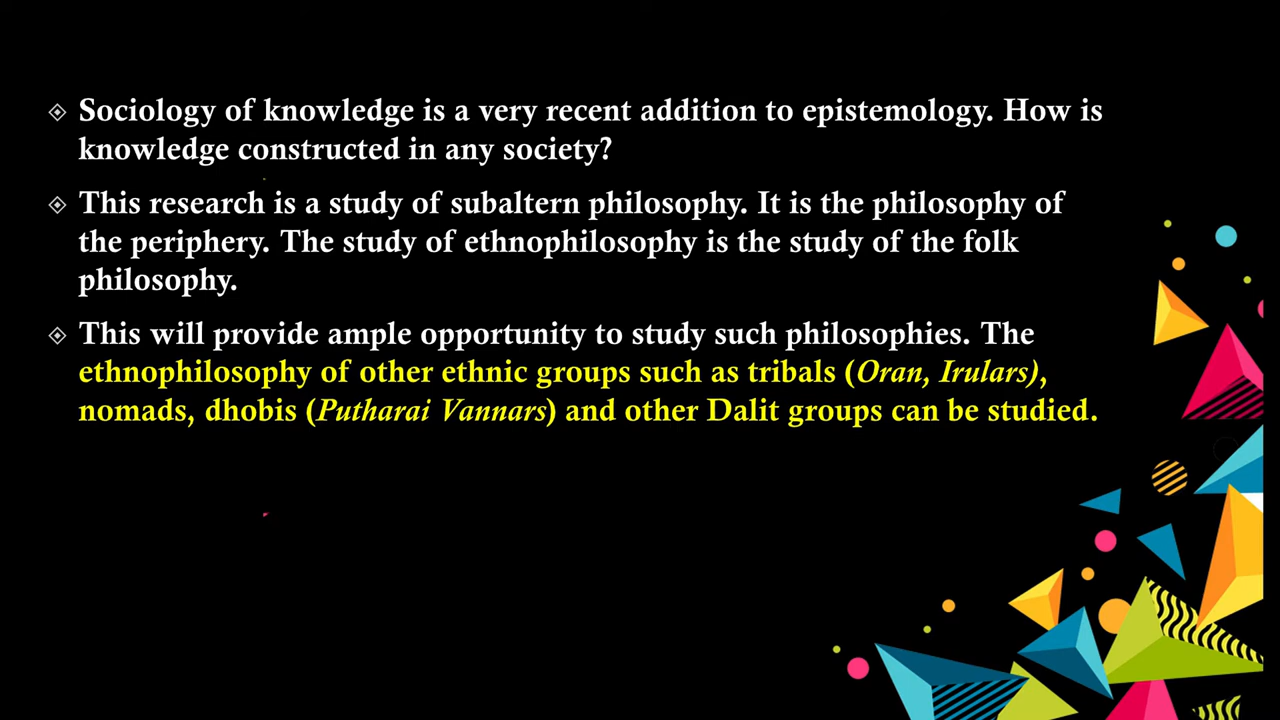 Sociology of knowledge is a very recent addition to epistemology. How is
knowledge constructed in any society?
This research is a study of subaltern philosophy. It is the philosophy of
the periphery. The study of ethnophilosophy is the study of the folk
philosophy.
This will provide ample opportunity to study such philosophies. The
ethnophilosophy of other ethnic groups such as tribals (Oran, Irulars),
nomads, dhobis (Putharai Vannars) and other Dalit groups can be studied.